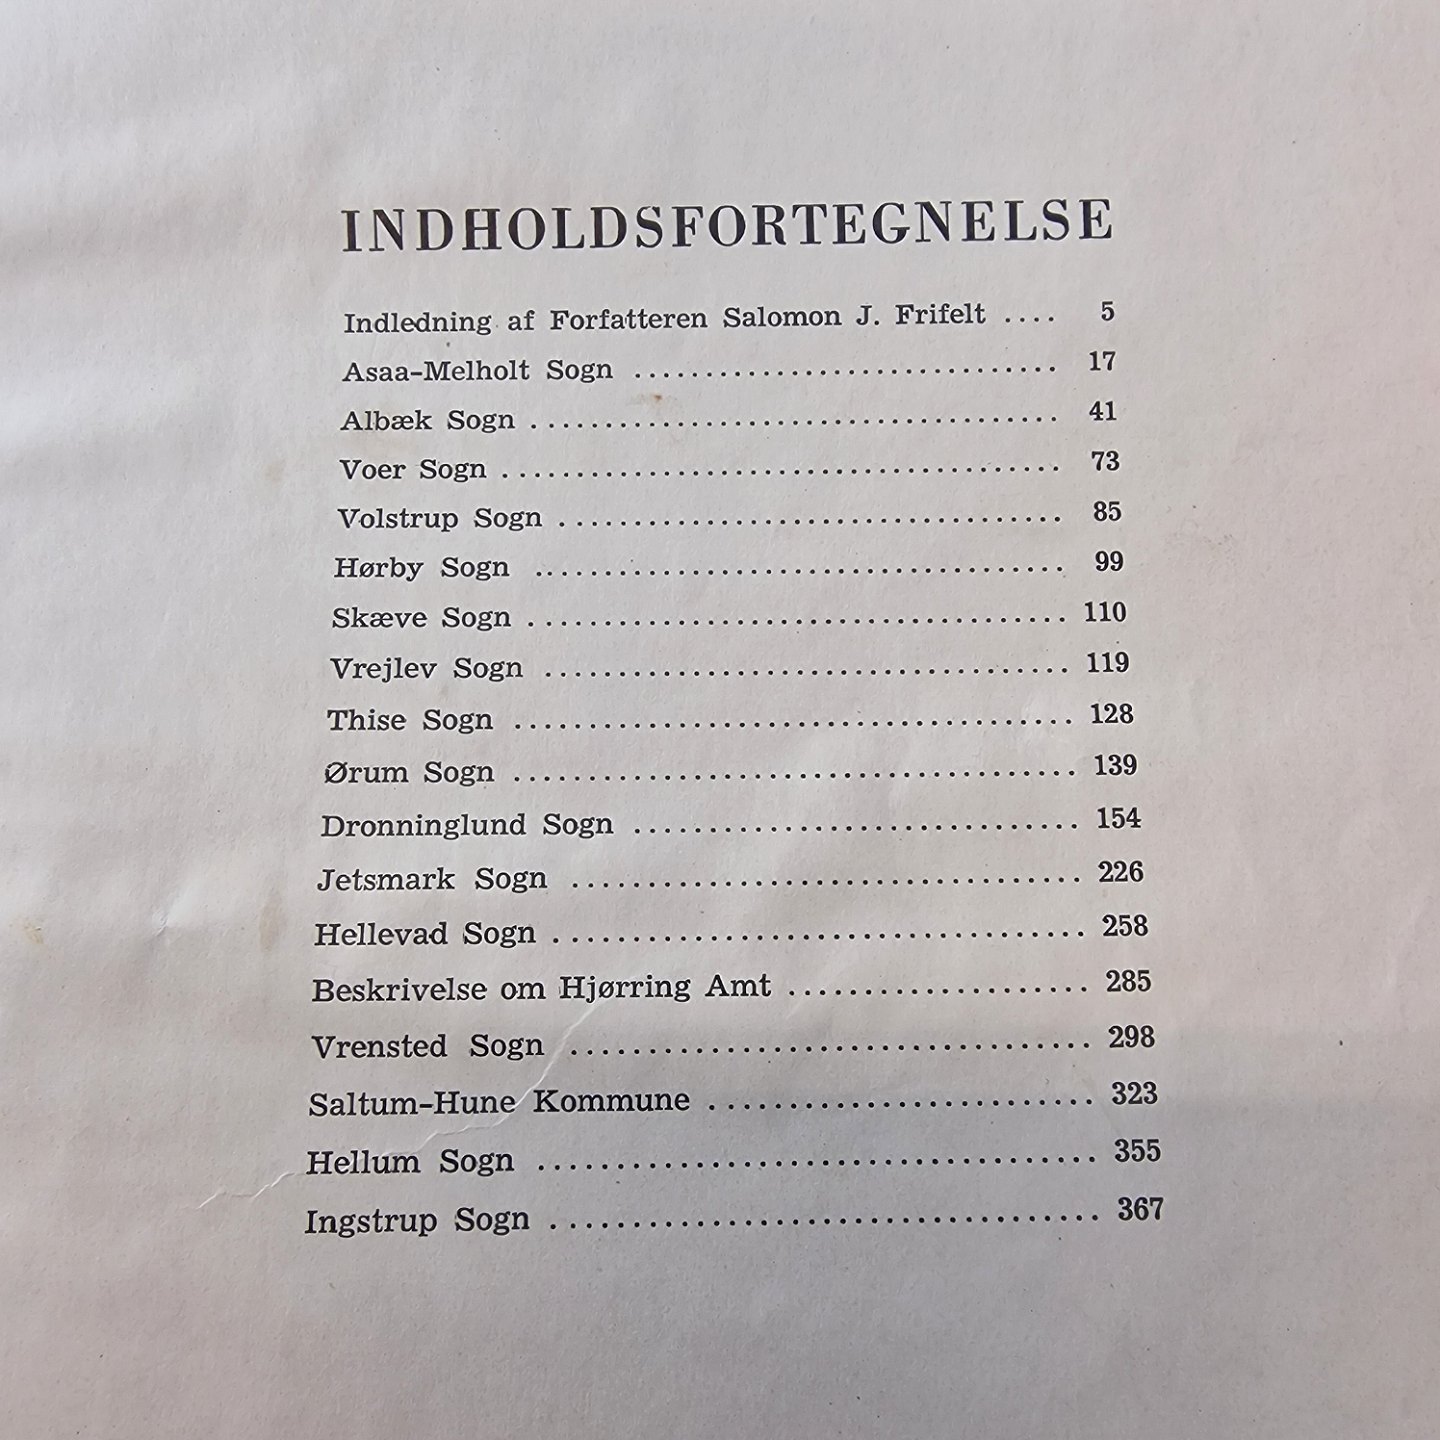 INDHOLDSFORTEGNELSE
Indledning af Forfatteren Salomon J. Frifelt .... 5
Asaa-Melholt Sogn .............................. 17
Albæk Sogn ..................................... 41
Voer Sogn ....................................... 73
Volstrup Sogn ................................... 85
Hørby Sogn ..................................... 99
Skæve Sogn ..................................... 110
Vrejlev Sogn .................................... 119
Thise Sogn ...................................... 128
Ørum Sogn ...................................... 139
Dronninglund Sogn .............................. 154
Jetsmark Sogn .................................. 226
Hellevad Sogn ................................... 258
Beskrivelse om Hjørring Amt .................... 285
Vrensted Sogn .................................. 298
Saltum-Hune Kommune ......................... 323
Hellum Sogn .................................... 355
Ingstrup Sogn ................................... 367